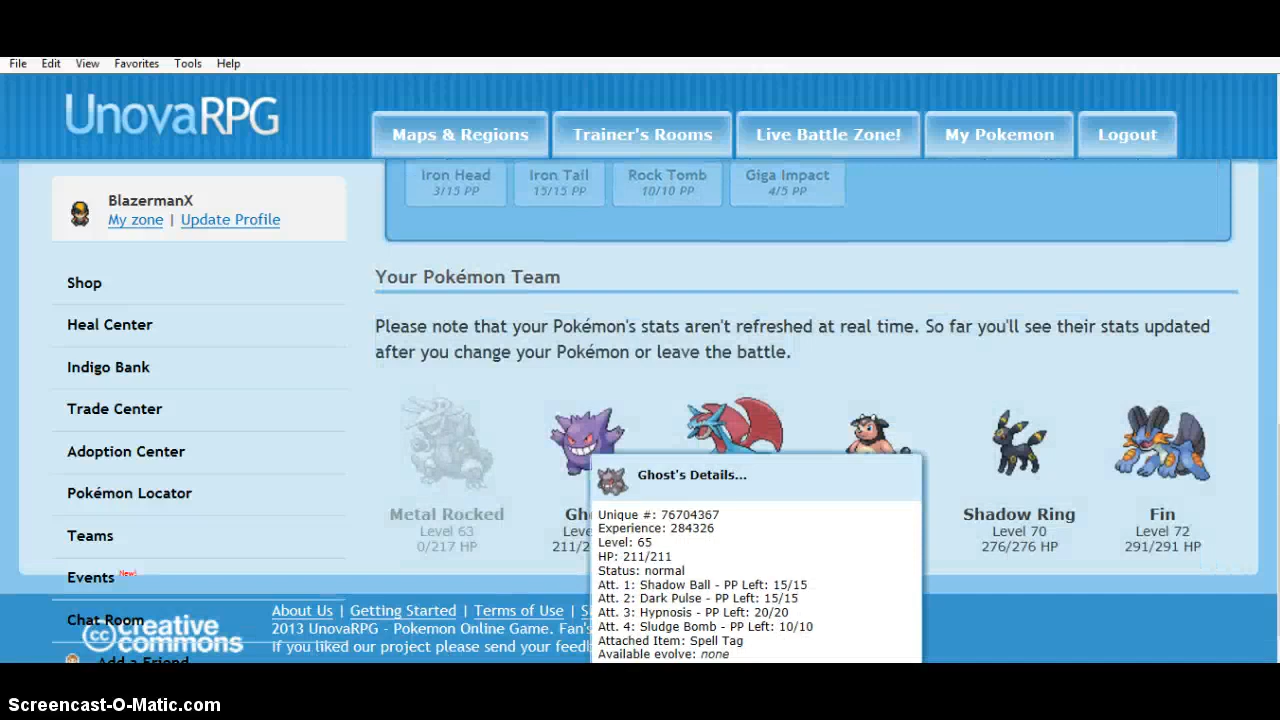 File Edit View Favorites Tools Help
UnovaRPG
Maps & Regions Trainer's Rooms Live Battle Zone! My Pokemon Logout
Iron Head Iron Tail Rock Tomb Giga Impact
3/15 PP 15/15 PP 10/10 PP 4/5 PP
BlazermanX
My zone | Update Profile
Shop
Heal Center
Indigo Bank
Trade Center
Adoption Center
Pokémon Locator
Teams
Events New!
Chat Room
Add a Friend
Your Pokémon Team
Please note that your Pokémon's stats aren't refreshed at real time. So far you'll see their stats updated
after you change your Pokémon or leave the battle.
Metal Rocked
Level 63
0/217 HP
Ghost's Details...
Unique #: 76704367
Experience: 284326
Level: 65
HP: 211/211
Status: normal
Att. 1: Shadow Ball - PP Left: 15/15
Att. 2: Dark Pulse - PP Left: 15/15
Att. 3: Hypnosis - PP Left: 20/20
Att. 4: Sludge Bomb - PP Left: 10/10
Attached Item: Spell Tag
Available evolve: none
Shadow Ring
Level 70
276/276 HP
Fin
Level 72
291/291 HP
cc creative commons
About Us | Getting Started | Terms of Use |
2013 UnovaRPG - Pokemon Online Game. Fan's
If you liked our project please send your
Screencast-O-Matic.com